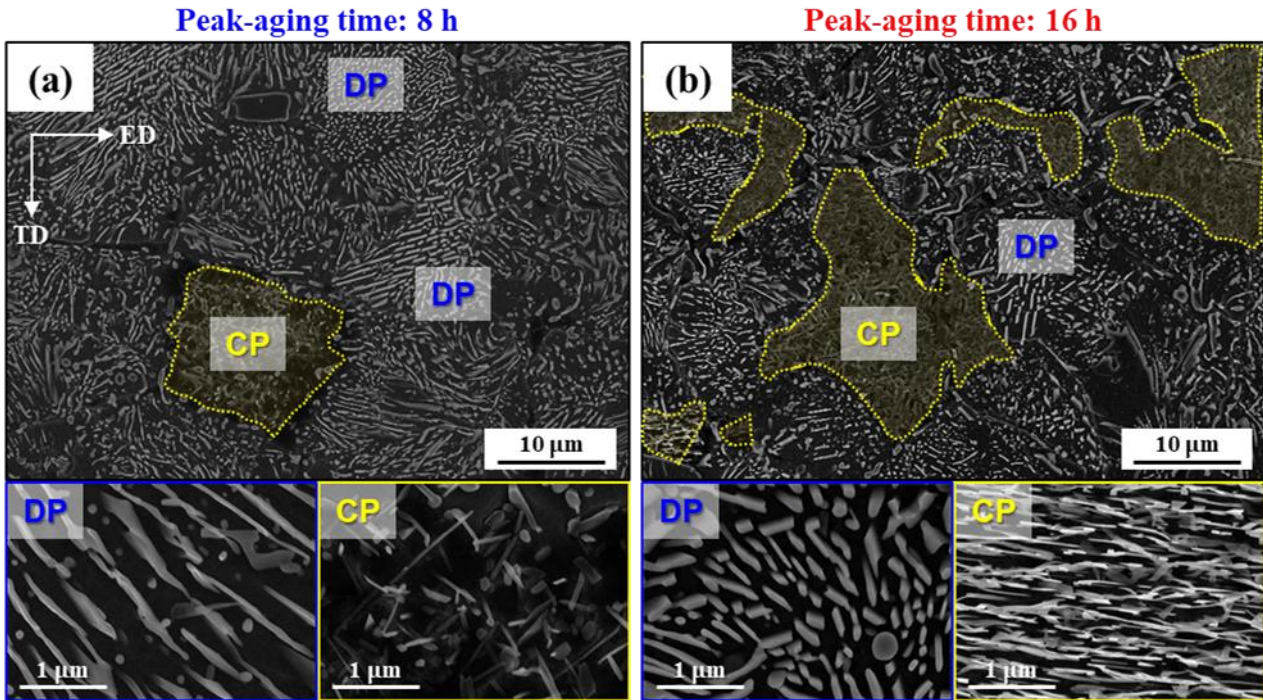 Peak-aging time: 8 h
Peak-aging time: 16 h
(a)
DP
ED
TD
DP
CP
10 μm
(b)
DP
CP
10 μm
DP
1 μm
CP
1 μm
DP
1 μm
CP
1 μm